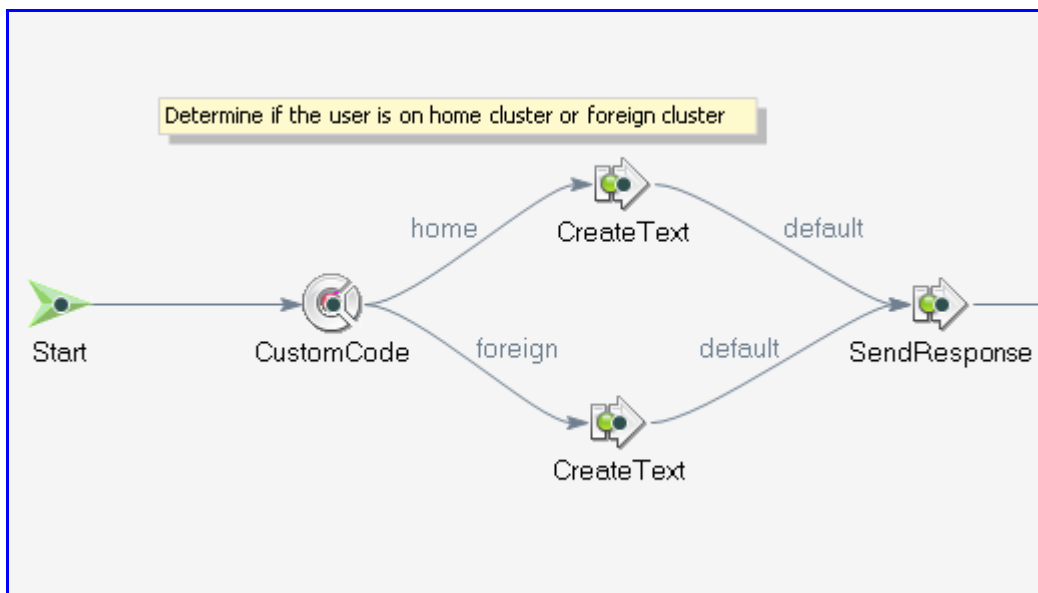 Determine if the user is on home cluster or foreign cluster
home
CreateText
default
Start
CustomCode
foreign
default
SendResponse
CreateText